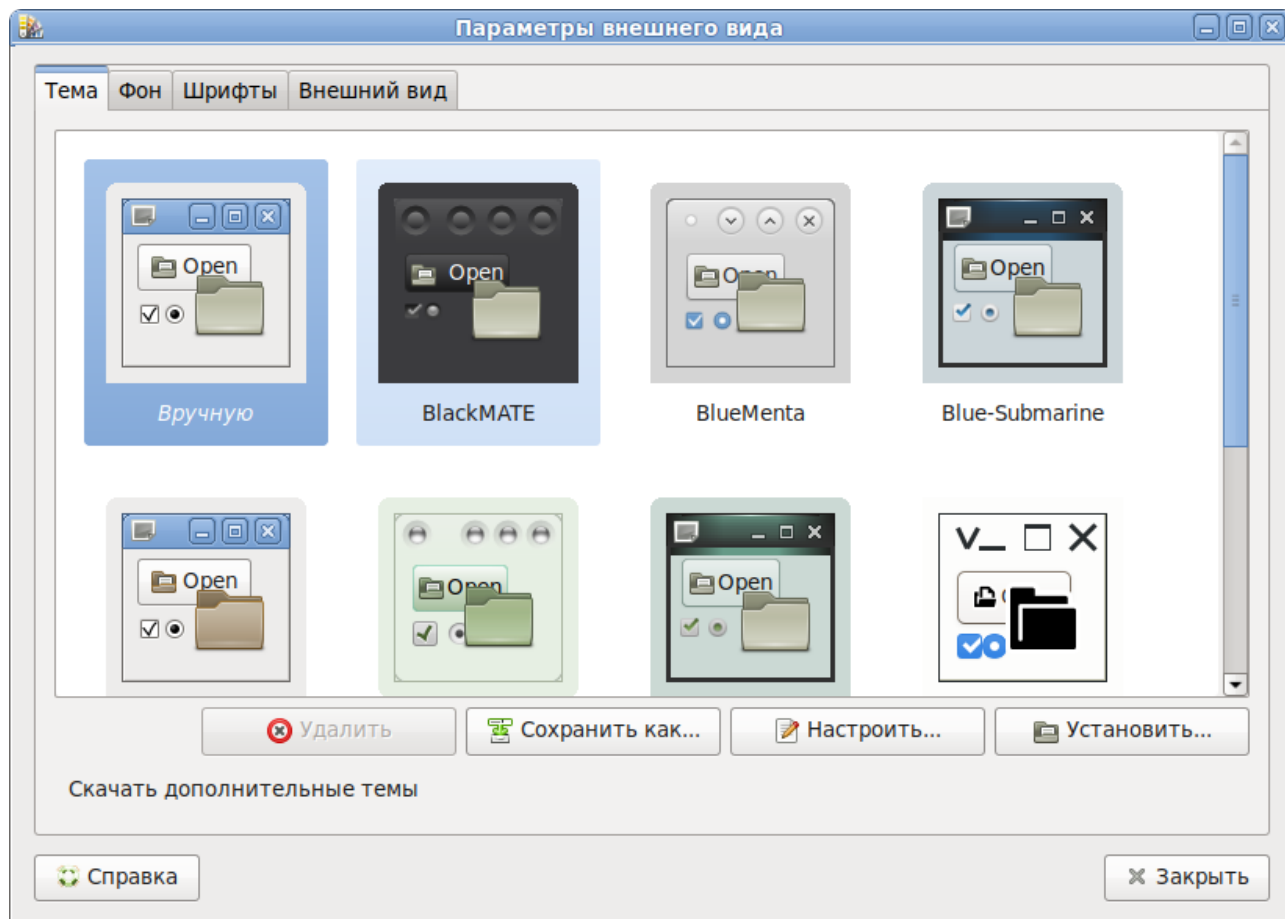 Параметры внешнего вида
Тема Фон Шрифты Внешний вид
Open Open Open Open
Вручную BlackMATE BlueMenta Blue-Submarine
Open Open Open
Удалить Сохранить как... Настроить... Установить...
Скачать дополнительные темы
Справка Закрыть